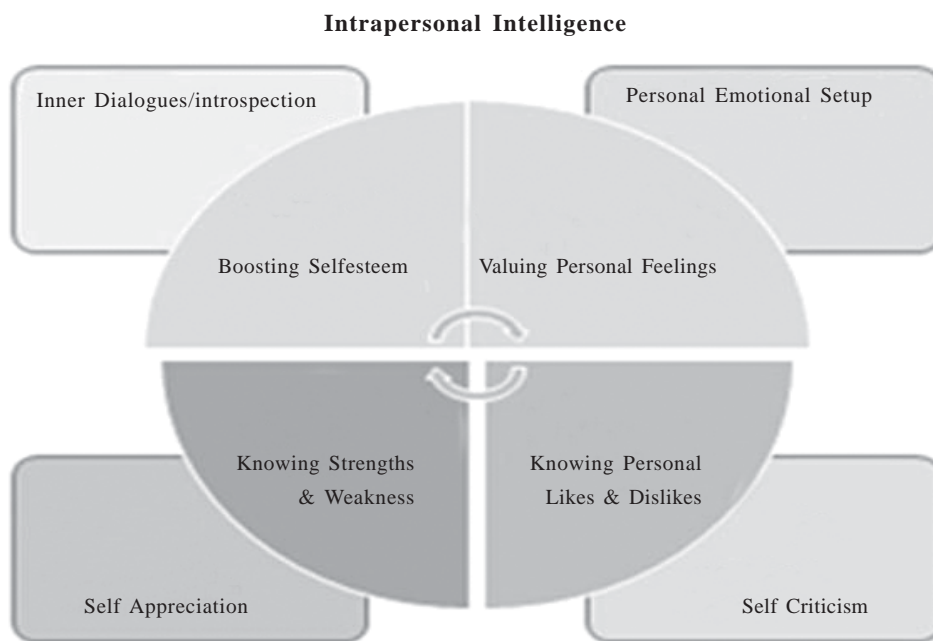 Intrapersonal Intelligence
Inner Dialogues/introspection
Personal Emotional Setup
Boosting Selfesteem
Valuing Personal Feelings
Knowing Strengths
& Weakness
Knowing Personal
Likes & Dislikes
Self Appreciation
Self Criticism